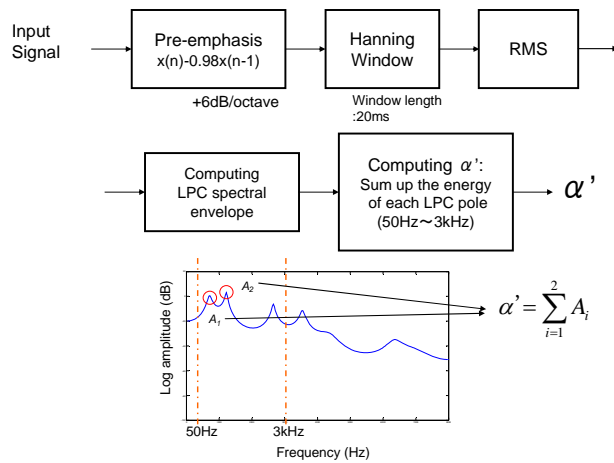 Input
Signal
Pre-emphasis
x(n)-0.98x(n-1)
+6dB/octave
Hanning
Window
Window length
:20ms
RMS
Computing
LPC spectral
envelope
Computing α’:
Sum up the energy
of each LPC pole
(50Hz～3kHz)
α’
Log amplitude (dB)
A₂
A₁
50Hz
3kHz
Frequency (Hz)
α’ = ∑_{i=1}^{2} A_i